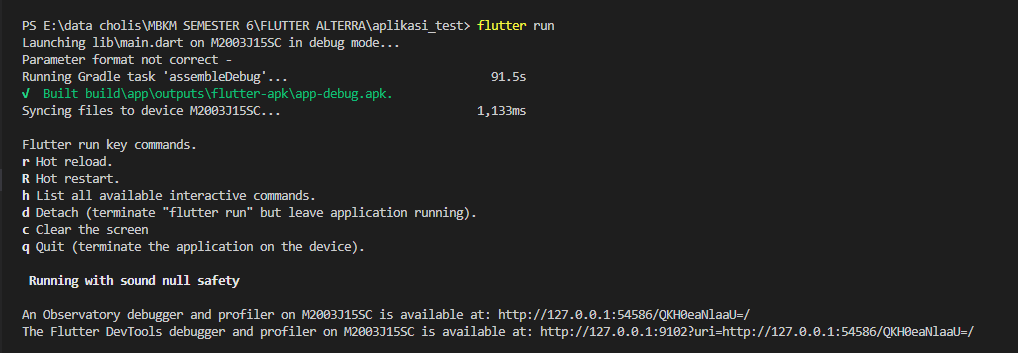 PS E:\data cholis\MBKM SEMESTER 6\FLUTTER ALTERRA\aplikasi_test> flutter run
Launching lib\main.dart on M2003J15SC in debug mode...
Parameter format not correct -
Running Gradle task 'assembleDebug'... 91.5s
√ Built build\app\outputs\flutter-apk\app-debug.apk.
Syncing files to device M2003J15SC... 1,133ms
Flutter run key commands.
r Hot reload.
R Hot restart.
h List all available interactive commands.
d Detach (terminate "flutter run" but leave application running).
c Clear the screen
q Quit (terminate the application on the device).
Running with sound null safety
An Observatory debugger and profiler on M2003J15SC is available at: http://127.0.0.1:54586/QKH0eaNlaaU=/
The Flutter DevTools debugger and profiler on M2003J15SC is available at: http://127.0.0.1:9102?uri=http://127.0.0.1:54586/QKH0eaNlaaU=/